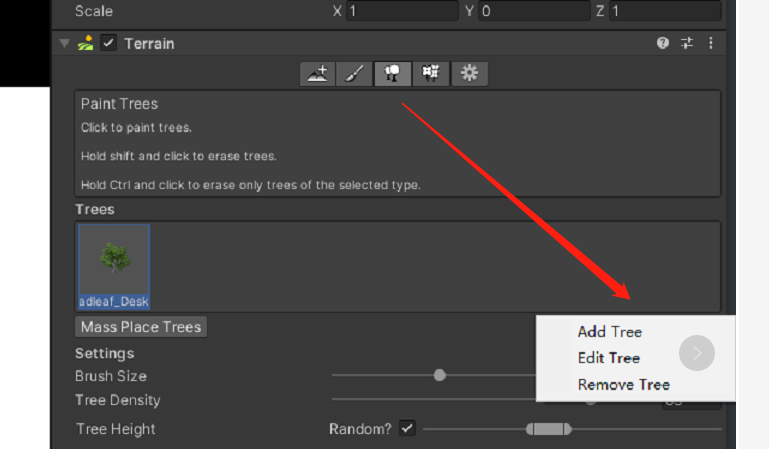 Scale X 1 Y 0 Z 1
Terrain
Paint Trees
Click to paint trees.
Hold shift and click to erase trees.
Hold Ctrl and click to erase only trees of the selected type.
Trees
adleaf_Desk
Mass Place Trees
Add Tree
Settings
Edit Tree
Brush Size
Remove Tree
Tree Density
Tree Height Random?